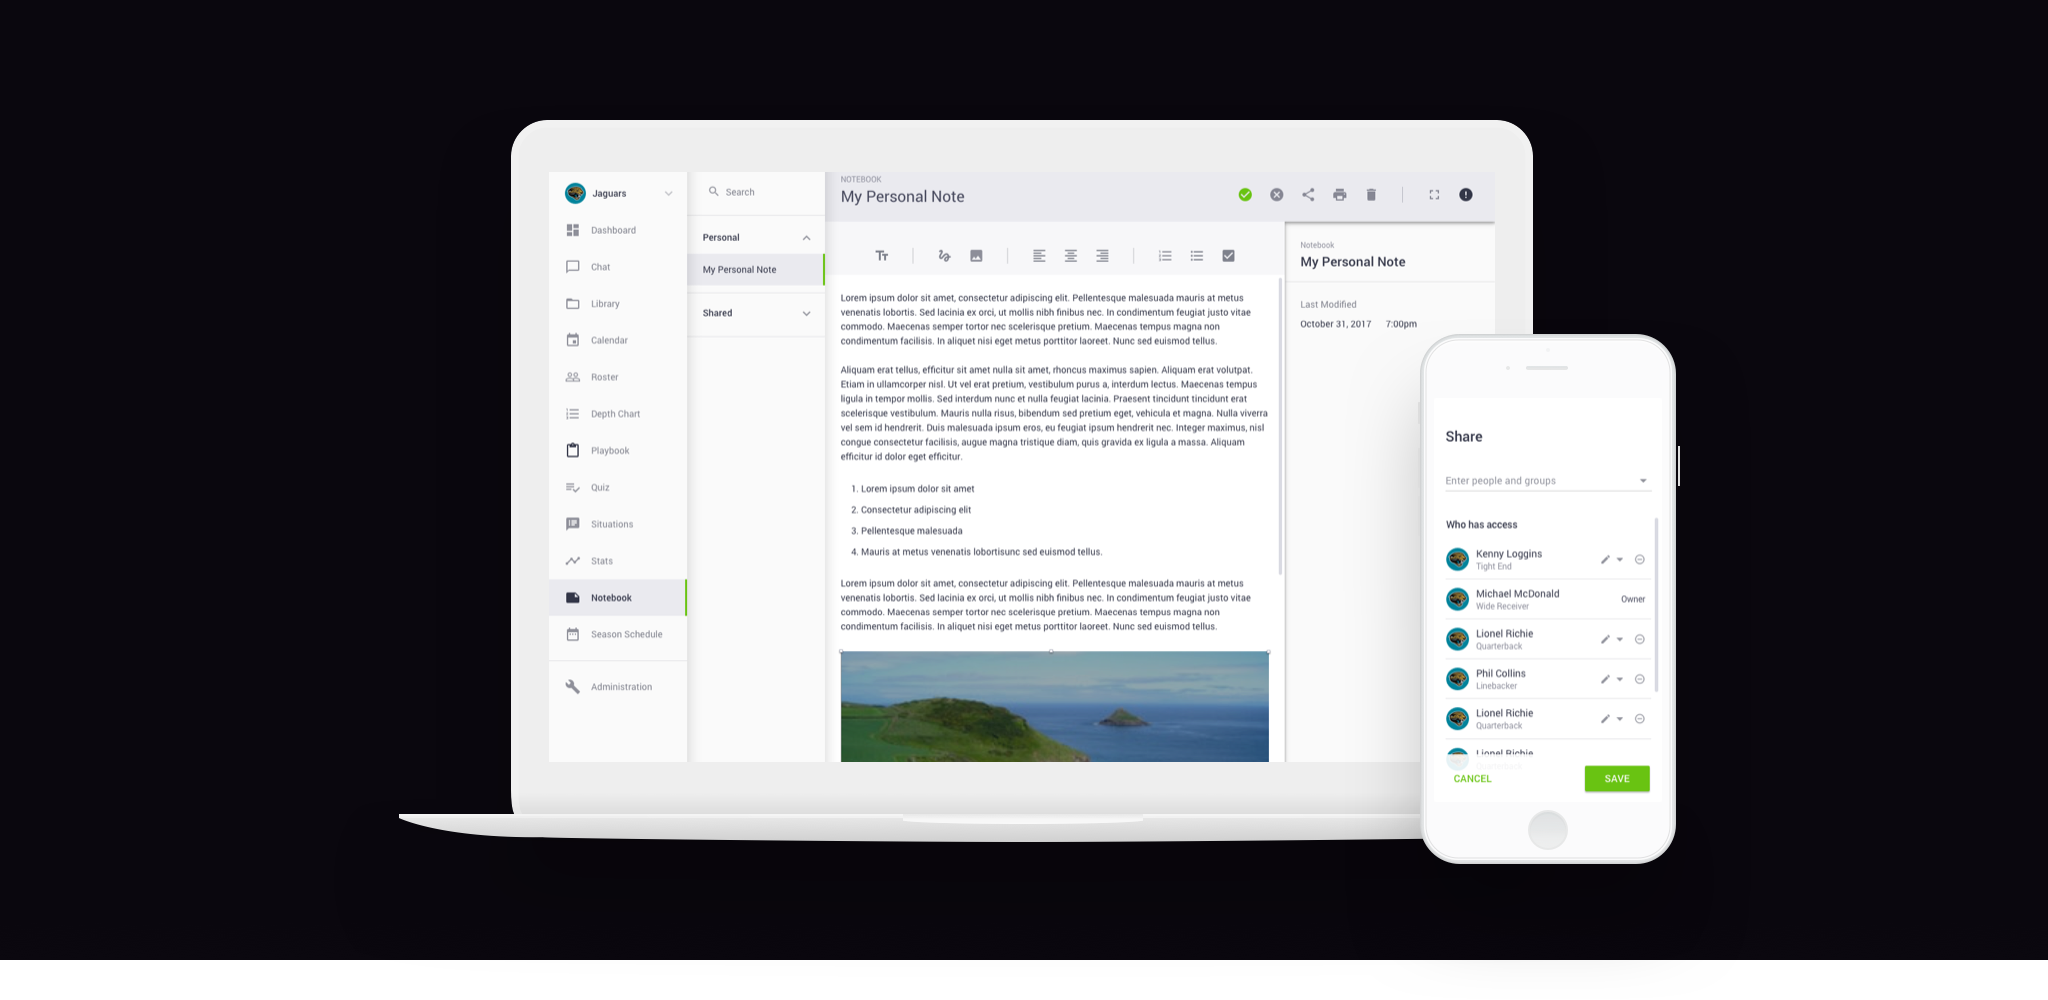 Jaguars
Dashboard
Chat
Library
Calendar
Roster
Depth Chart
Playbook
Quiz
Situations
Stats
Notebook
Season Schedule
Administration
Search
Personal
My Personal Note
Shared
NOTEBOOK
My Personal Note
Tт
Lorem ipsum dolor sit amet, consectetur adipiscing elit. Pellentesque malesuada mauris at metus
venenatis lobortis. Sed lacinia ex orci, ut mollis nibh finibus nec. In condimentum feugiat justo vitae
commodo. Maecenas semper tortor nec scelerisque pretium. Maecenas tempus magna non
condimentum facilisis. In aliquet nisi eget metus porttitor laoreet. Nunc sed euismod tellus.
Aliquam erat tellus, efficitur sit amet nulla sit amet, rhoncus maximus sapien. Aliquam erat volutpat.
Etiam in ullamcorper nisl. Ut vel erat pretium, vestibulum purus a, interdum lectus. Maecenas tempus
ligula in tempor mollis. Sed interdum nunc et nulla feugiat lacinia. Praesent tincidunt tincidunt erat
scelerisque vestibulum. Mauris nulla risus, bibendum sed pretium eget, vehicula et magna. Nulla viverra
vel sem id hendrerit. Duis malesuada ipsum eros, eu feugiat ipsum hendrerit nec. Integer maximus, nisl
congue consectetur facilisis, augue magna tristique diam, quis gravida ex ligula a massa. Aliquam
efficitur id dolor eget efficitur.
1. Lorem ipsum dolor sit amet
2. Consectetur adipiscing elit
3. Pellentesque malesuada
4. Mauris at metus venenatis lobortisunc sed euismod tellus.
Lorem ipsum dolor sit amet, consectetur adipiscing elit. Pellentesque malesuada mauris at metus
venenatis lobortis. Sed lacinia ex orci, ut mollis nibh finibus nec. In condimentum feugiat justo vitae
commodo. Maecenas semper tortor nec scelerisque pretium. Maecenas tempus magna non
condimentum facilisis. In aliquet nisi eget metus porttitor laoreet. Nunc sed euismod tellus.
Notebook
My Personal Note
Last Modified
October 31, 2017 7:00pm
Share
Enter people and groups
Who has access
Kenny Loggins
Tight End
Michael McDonald
Wide Receiver
Owner
Lionel Richie
Quarterback
Phil Collins
Linebacker
Lionel Richie
Quarterback
Lionel Richie
Quarterback
CANCEL
SAVE